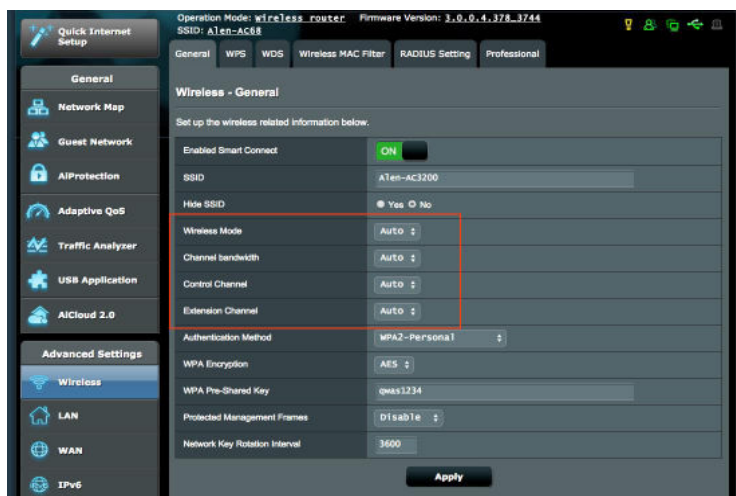 Quick Internet
Setup
Operation Mode: Wireless router Firmware Version: 3.0.0.4.378_3744
SSID: Alen-AC68
General WPS WDS Wireless MAC Filter RADIUS Setting Professional
General
Network Map
Guest Network
AiProtection
Adaptive QoS
Traffic Analyzer
USB Application
AiCloud 2.0
Advanced Settings
Wireless
LAN
WAN
IPv6
Wireless - General
Set up the wireless related information below.
Enabled Smart Connect ON
SSID Alen-AC3200
Hide SSID Yes No
Wireless Mode Auto
Channel bandwidth Auto
Control Channel Auto
Extension Channel Auto
Authentication Method WPA2-Personal
WPA Encryption AES
WPA Pre-Shared Key qwas1234
Protected Management Frames Disable
Network Key Rotation Interval 3600
Apply